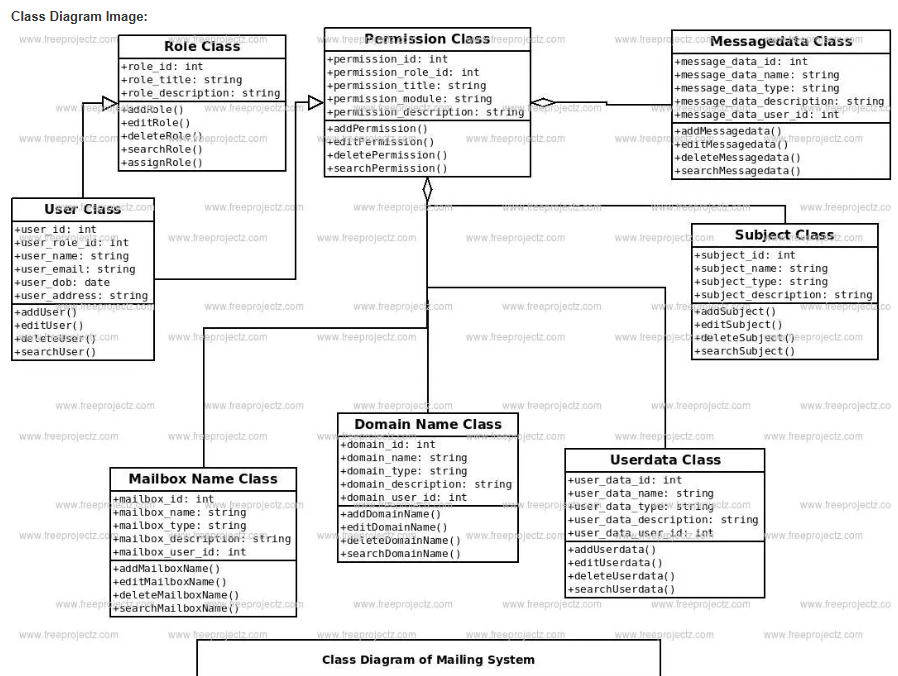 Class Diagram Image:
Role Class
+role_id: int
+role_title: string
+role_description: string
+addRole()
+editRole()
+deleteRole()
+searchRole()
+assignRole()
Permission Class
+permission_id: int
+permission_role_id: int
+permission_title: string
+permission_module: string
+permission_description: string
+addPermission()
+editPermission()
+deletePermission()
+searchPermission()
Messagedata Class
+message_data_id: int
+message_data_name: string
+message_data_type: string
+message_data_description: string
+message_data_user_id: int
+addMessagedata()
+editMessagedata()
+deleteMessagedata()
+searchMessagedata()
User Class
+user_id: int
+user_role_id: int
+user_name: string
+user_email: string
+user_dob: date
+user_address: string
+addUser()
+editUser()
+deleteUser()
+searchUser()
Subject Class
+subject_id: int
+subject_name: string
+subject_type: string
+subject_description: string
+addSubject()
+editSubject()
+deleteSubject()
+searchSubject()
Mailbox Name Class
+mailbox_id: int
+mailbox_name: string
+mailbox_type: string
+mailbox_description: string
+mailbox_user_id: int
+addMailboxName()
+editMailboxName()
+deleteMailboxName()
+searchMailboxName()
Domain Name Class
+domain_id: int
+domain_name: string
+domain_type: string
+domain_description: string
+domain_user_id: int
+addDomainName()
+editDomainName()
+deleteDomainName()
+searchDomainName()
Userdata Class
+user_data_id: int
+user_data_name: string
+user_data_type: string
+user_data_description: string
+user_data_user_id: int
+addUserdata()
+editUserdata()
+deleteUserdata()
+searchUserdata()
Class Diagram of Mailing System
www.freeprojectz.com